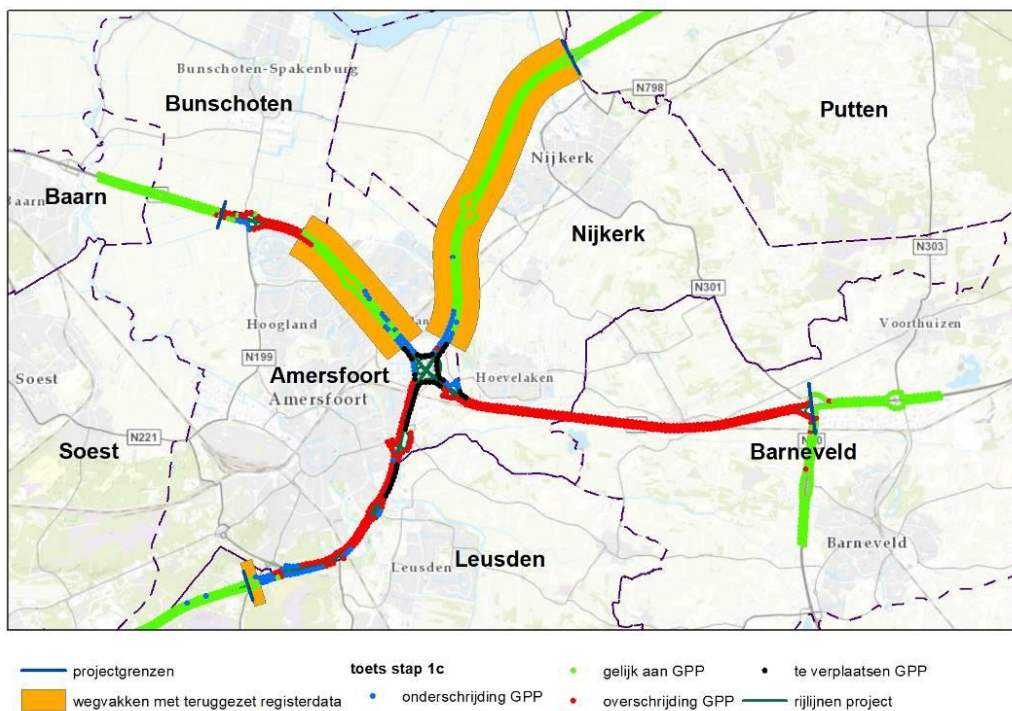 Bunschoten-Spakenburg
Bunschoten
N798
Putten
Nijkerk
Baarn
Baarn
Nijkerk
N303
N301
Hoogland
Voorthuizen
N199
Amersfoort
Hoevelaken
Soest
Amersfoort
N221
Soest
Barneveld
Leusden
Leusden
Barneveld
projectgrenzen
toets stap 1c
gelijk aan GPP
te verplaatsen GPP
wegvakken met teruggezet registerdata
onderschrijding GPP
overschrijding GPP
rijlijnen project